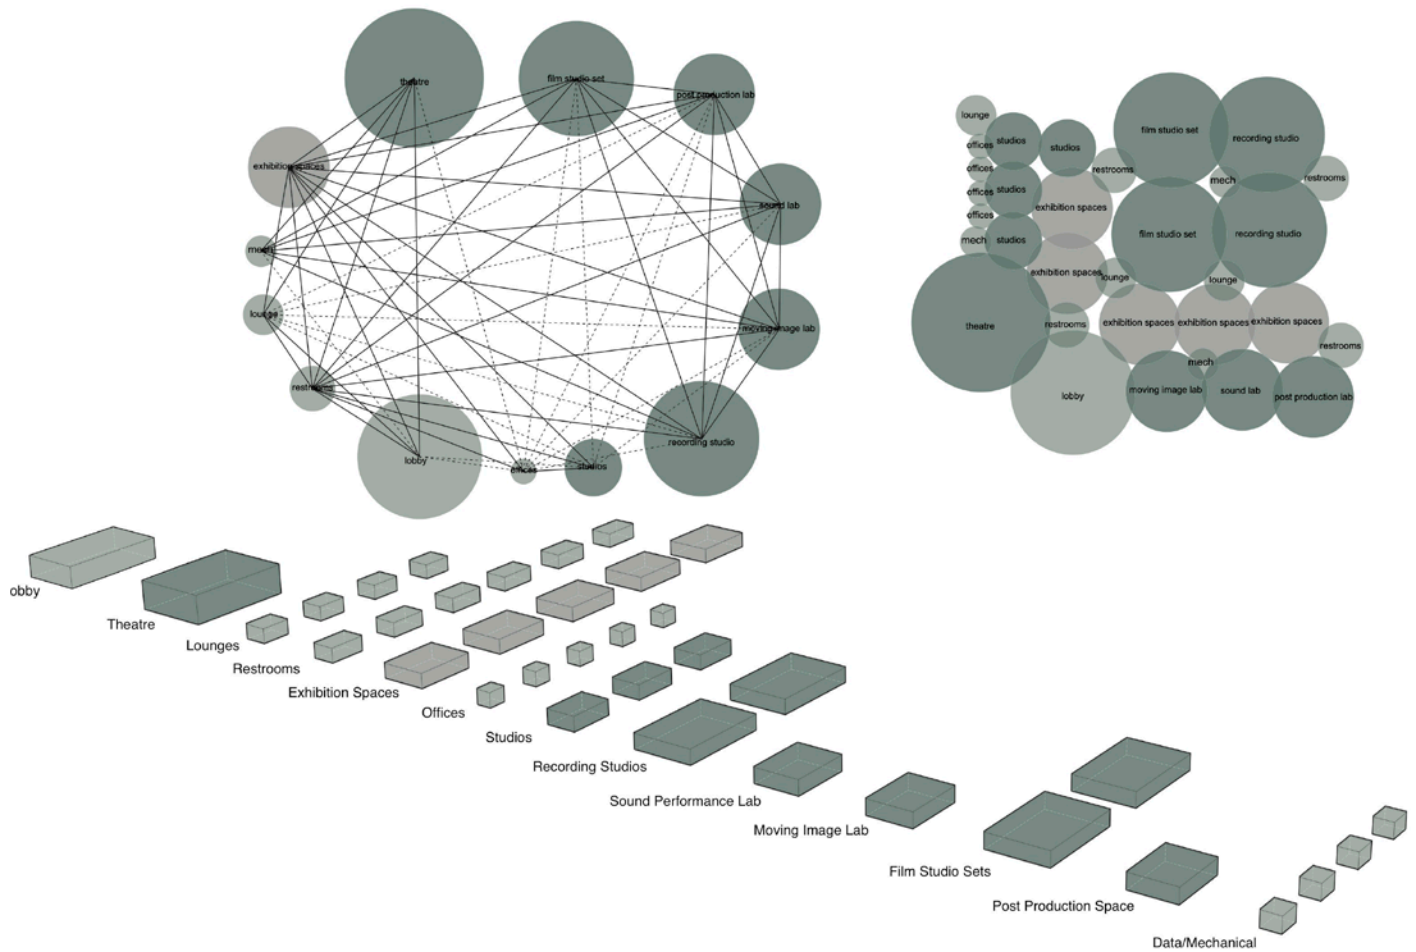 theatre
film studio set
post production lab
exhibition spaces
sound lab
mech
lounge
moving image lab
restrooms
recording studio
lobby
offices
studios
lounge
offices
studios
studios
film studio set
recording studio
offices
restrooms
mech
restrooms
offices
studios
exhibition spaces
offices
mech
studios
film studio set
recording studio
exhibition spaces
lounge
lounge
theatre
restrooms
exhibition spaces
exhibition spaces
exhibition spaces
restrooms
mech
lobby
moving image lab
sound lab
post production lab
obby
Theatre
Lounges
Restrooms
Exhibition Spaces
Offices
Studios
Recording Studios
Sound Performance Lab
Moving Image Lab
Film Studio Sets
Post Production Space
Data/Mechanical